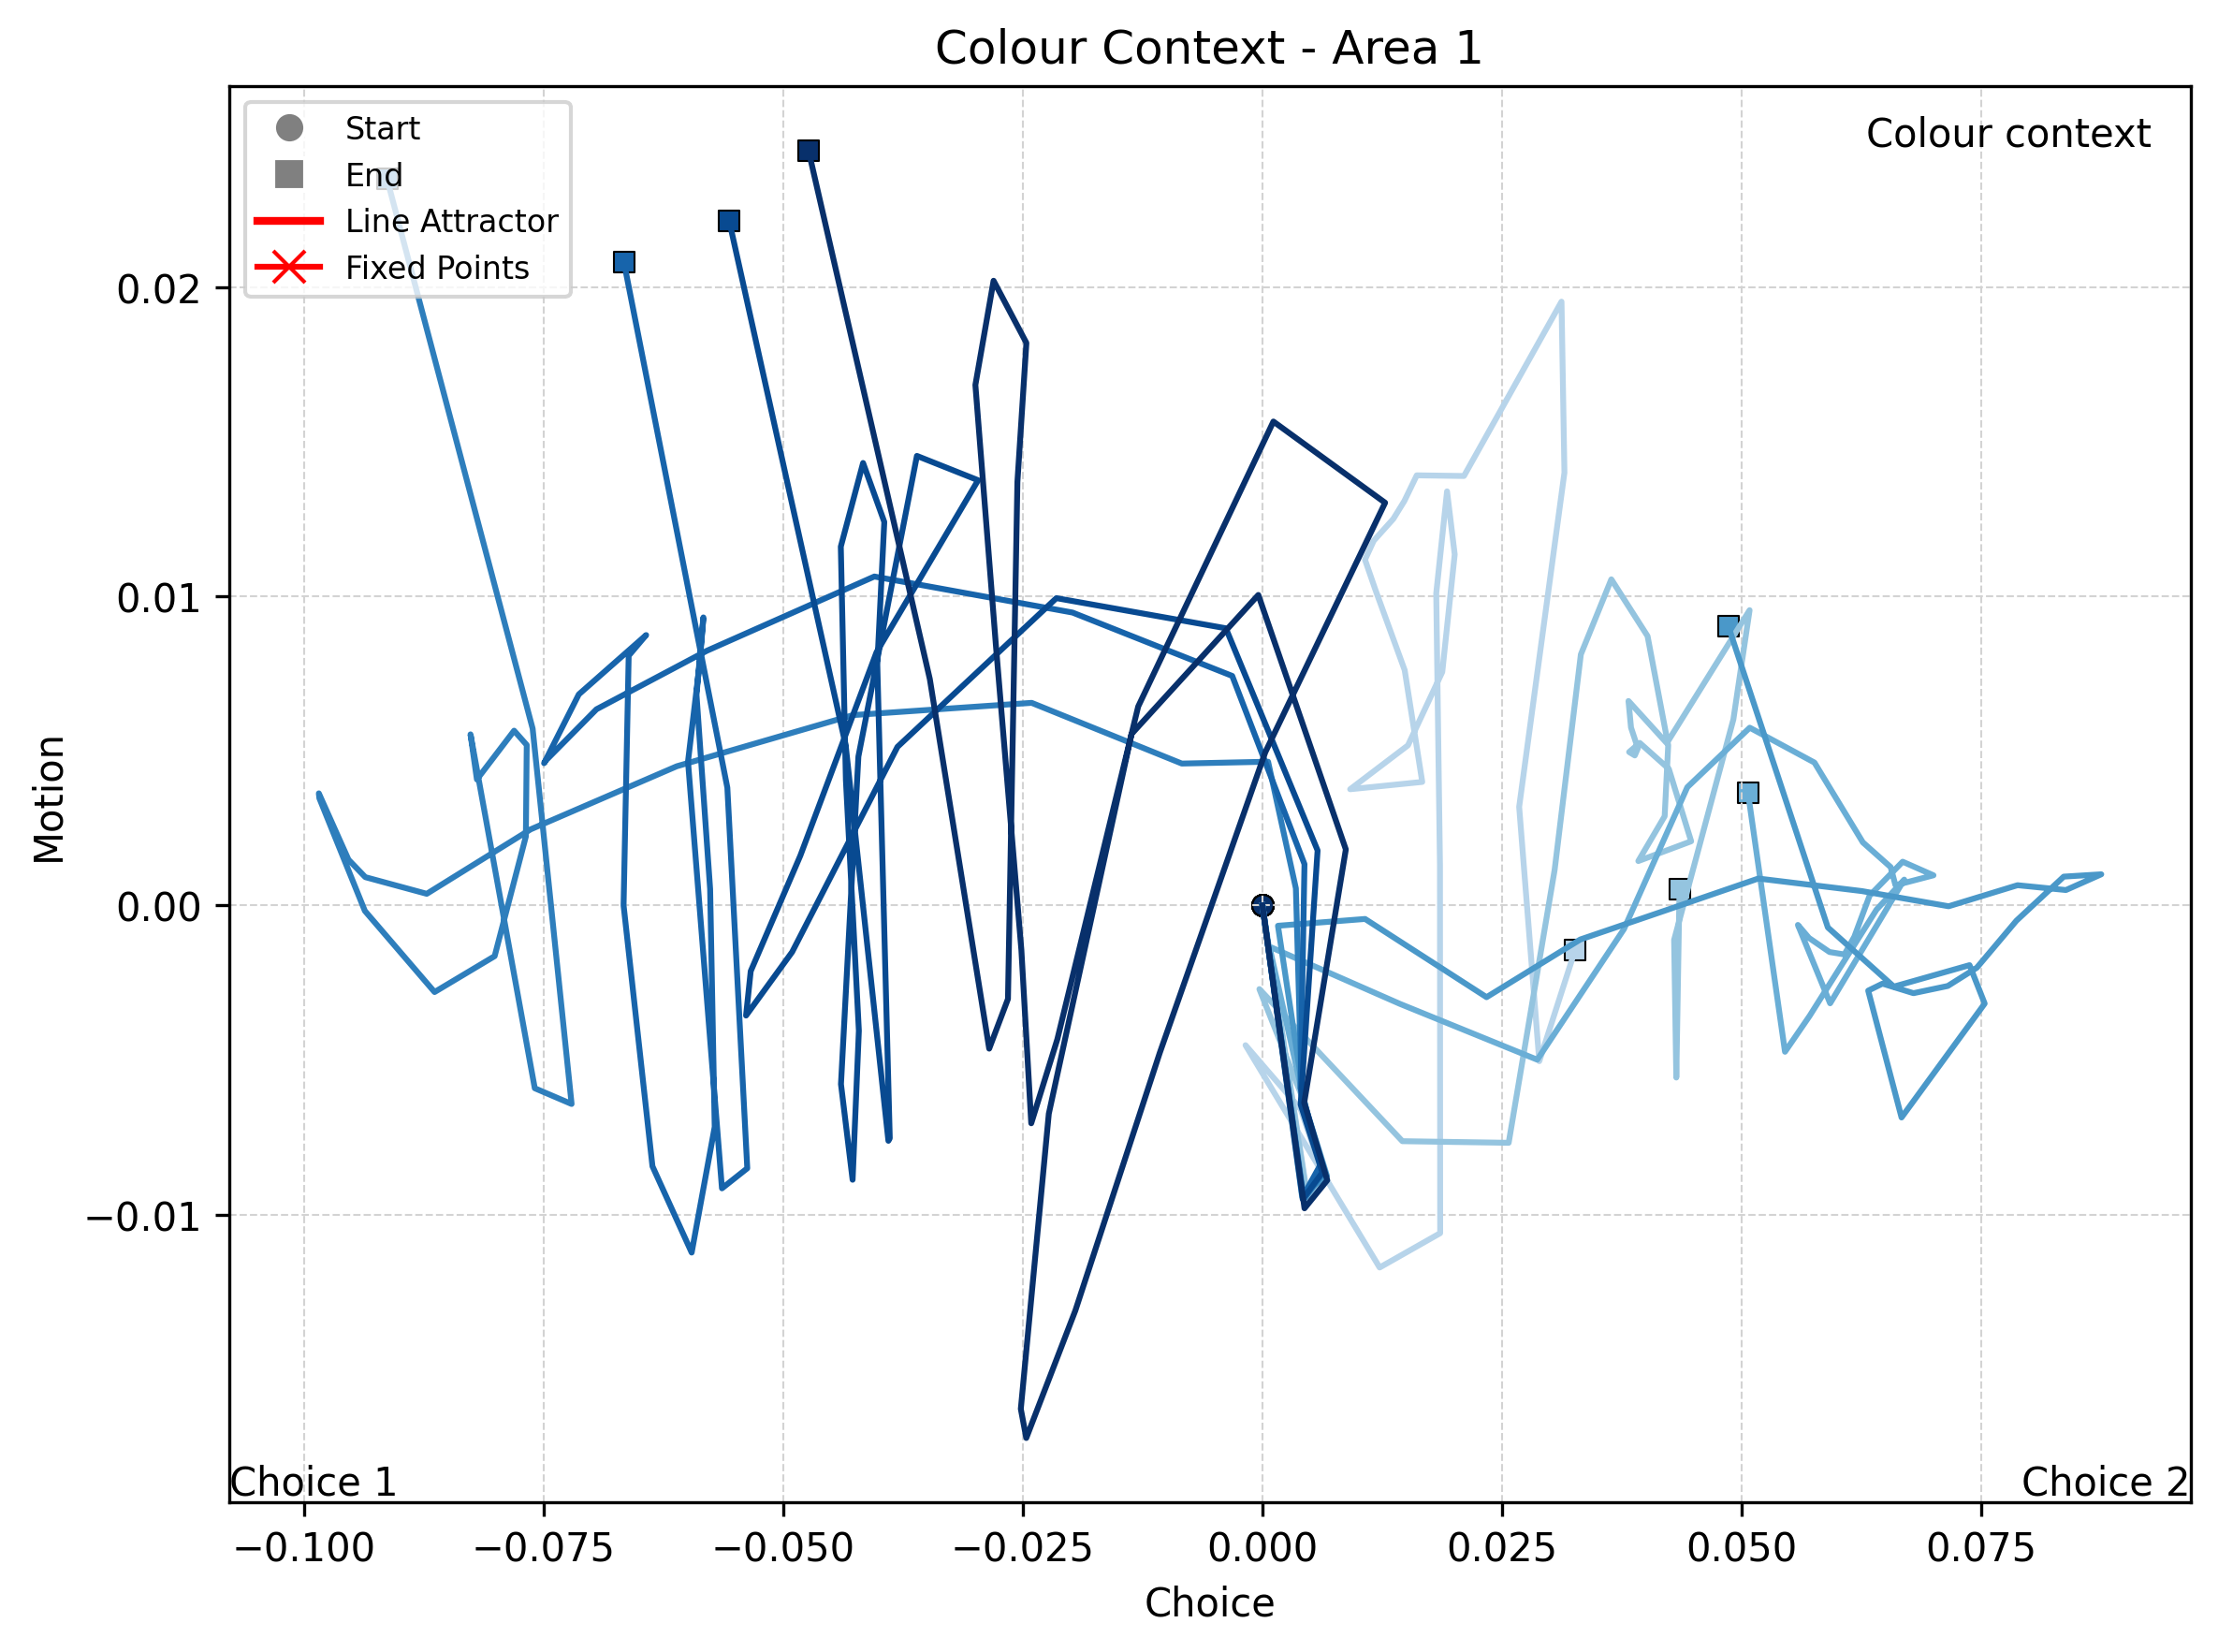 Colour Context - Area 1
Colour context
Start
End
Line Attractor
Fixed Points
Motion
0.02
0.01
0.00
−0.01
Choice 1
Choice 2
−0.100
−0.075
−0.050
−0.025
0.000
0.025
0.050
0.075
Choice